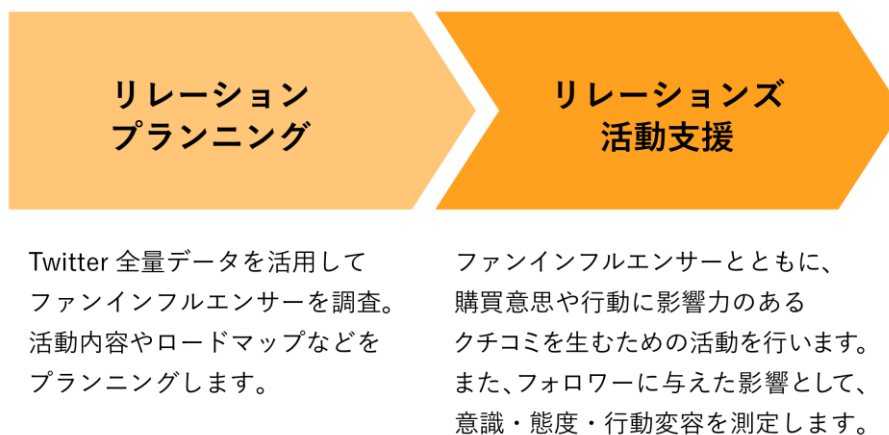 リレーション
プランニング
リレーションズ
活動支援
Twitter 全量データを活用して
ファンインフルエンサーを調査。
活動内容やロードマップなどを
プランニングします。
ファンインフルエンサーとともに、
購買意思や行動に影響力のある
クチコミを生むための活動を行います。
また、フォロワーに与えた影響として、
意識・態度・行動変容を測定します。